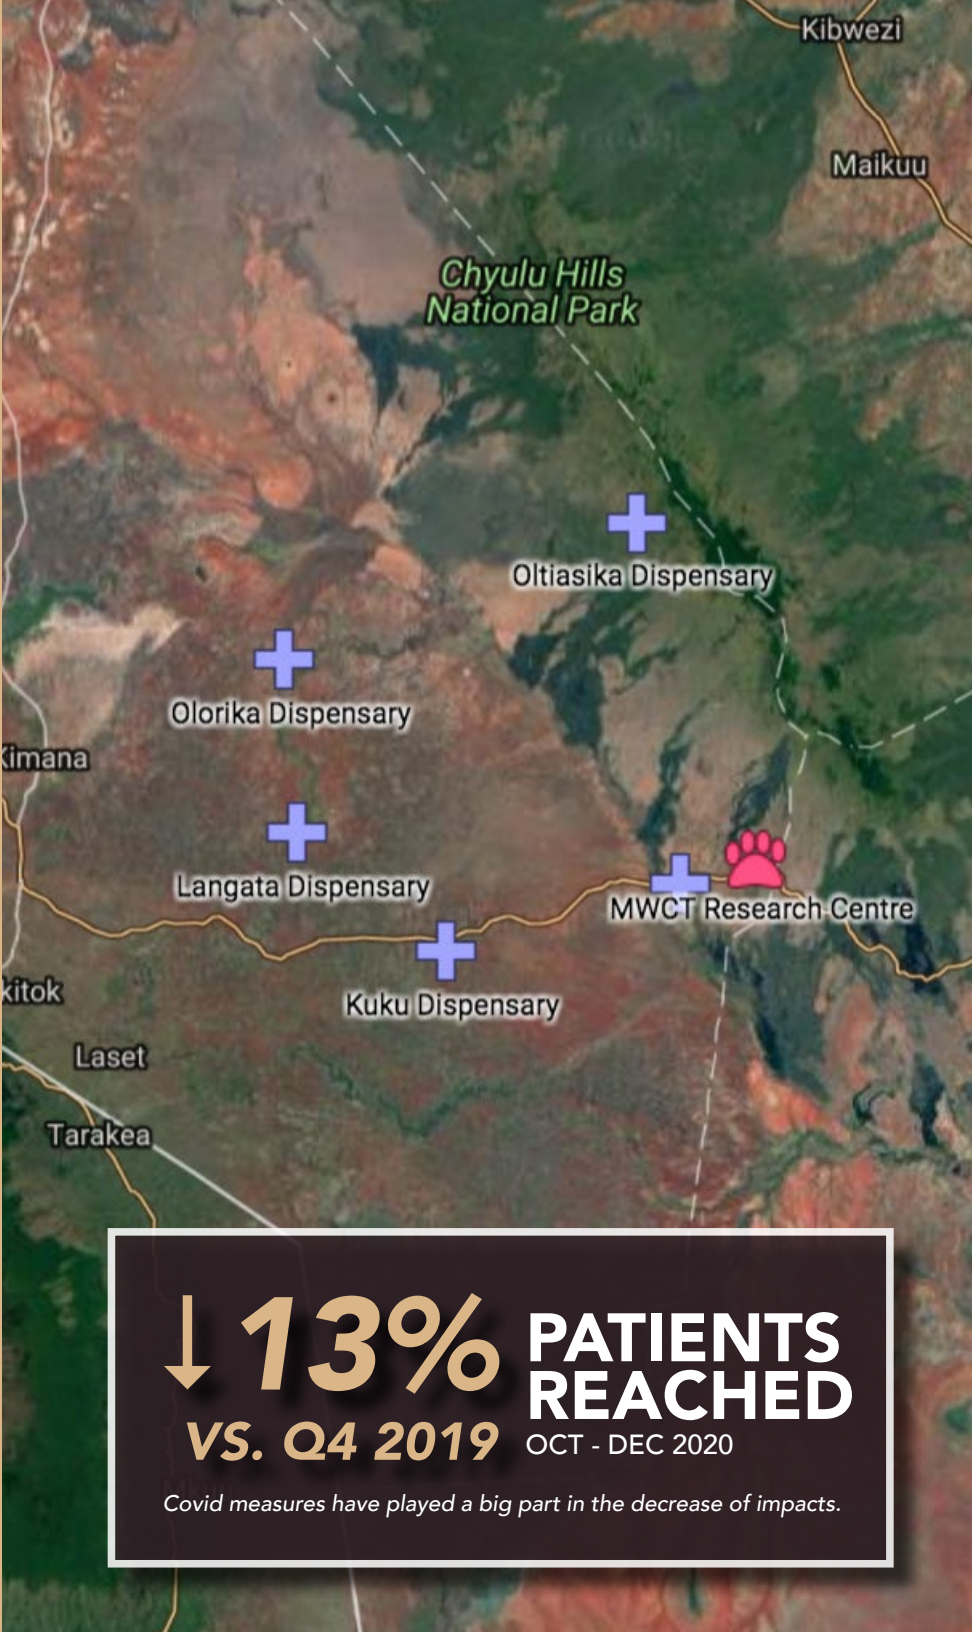 Kibwezi
Maikuu
Chyulu Hills
National Park
Oltiasika Dispensary
Olorika Dispensary
Kimana
Langata Dispensary
MWCT Research Centre
kitok
Kuku Dispensary
Laset
Tarakea
↓13%
VS. Q4 2019
PATIENTS
REACHED
OCT - DEC 2020
Covid measures have played a big part in the decrease of impacts.